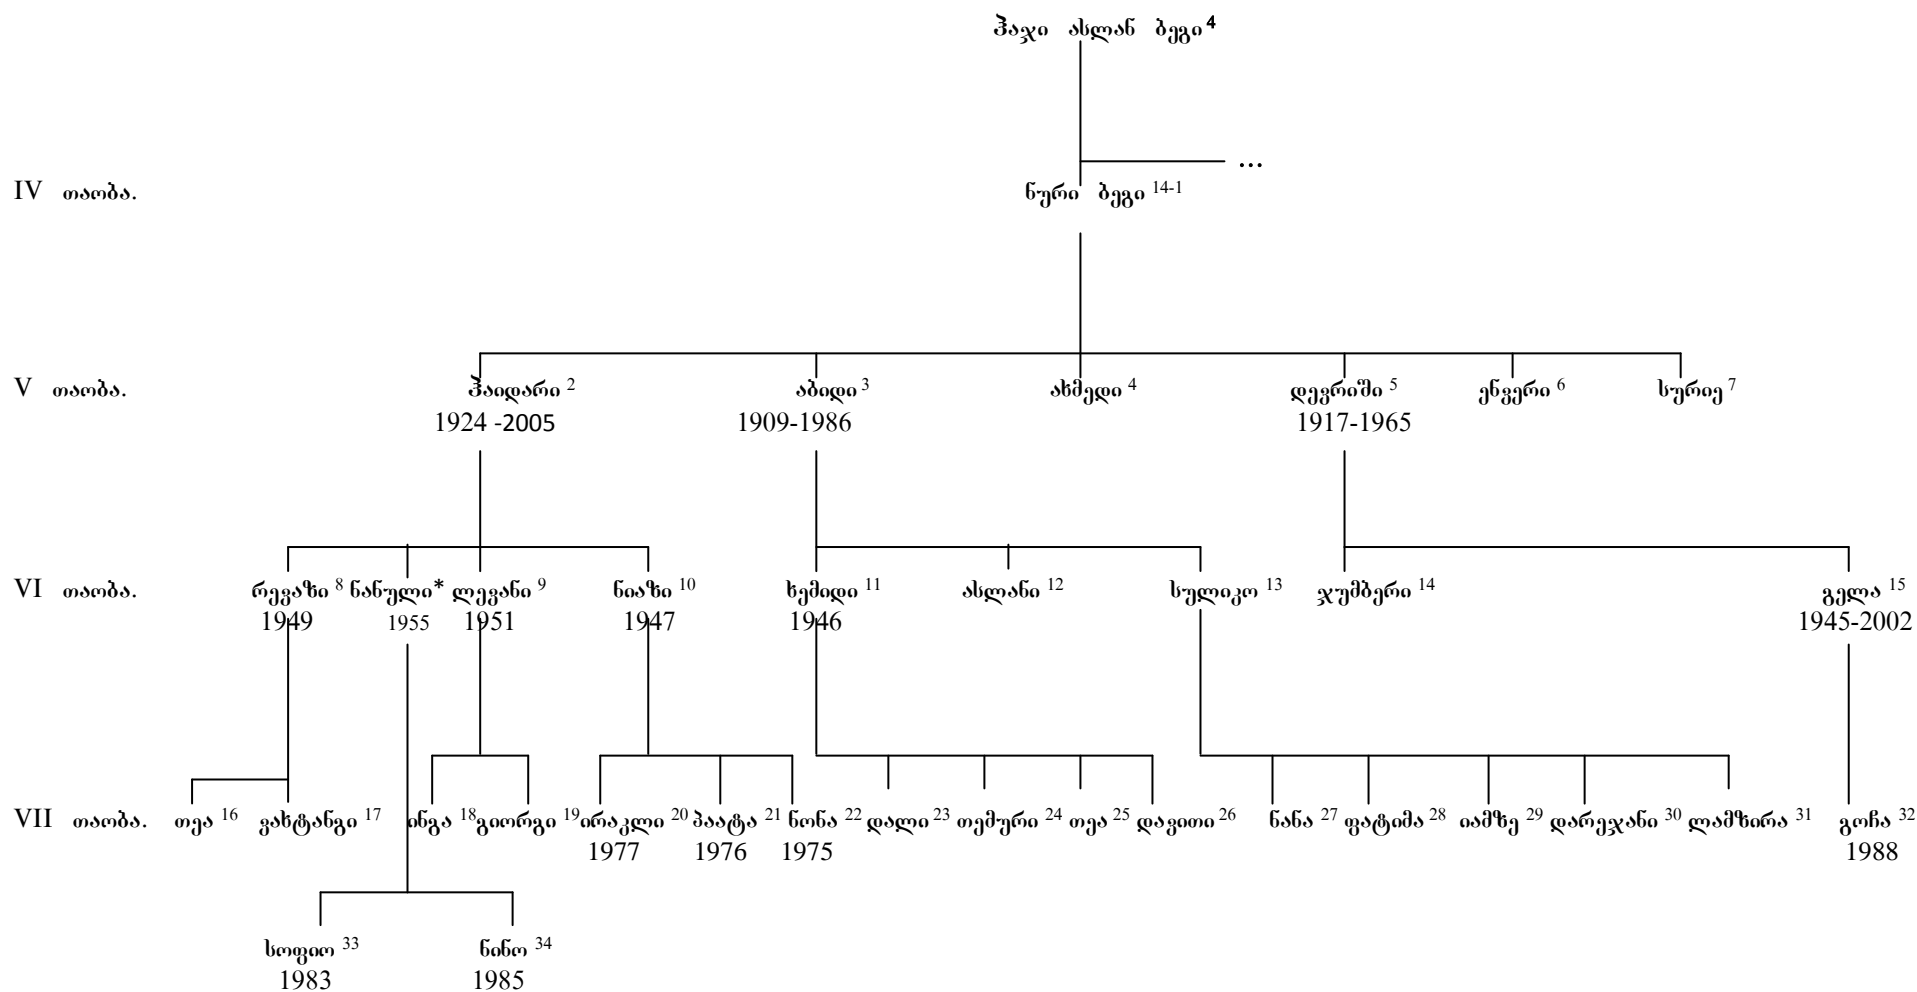 ჰაჯი ასლან ბეგი 4
...
IV თაობა. ნური ბეგი 14-1
V თაობა. ჰაიდარი 2 აბიდი 3 ახმედი 4 დევრიში 5 ენვერი 6 სურიე 7
1924 -2005 1909-1986 1917-1965
VI თაობა. რევაზი 8 ნანული* ლევანი 9 ნიაზი 10 ხემიდი 11 ასლანი 12 სულიკო 13 ჯუმბერი 14 გელა 15
1949 1955 1951 1947 1946 1945-2002
VII თაობა. თეა 16 ვახტანგი 17 ინგა 18 გიორგი 19 ირაკლი 20 პაატა 21 ნონა 22 დალი 23 თემური 24 თეა 25 დავითი 26 ნანა 27 ფატიმა 28 იამზე 29 დარეჯანი 30 ლამზირა 31 გოჩა 32
1977 1976 1975 1988
სოფიო 33 ნინო 34
1983 1985